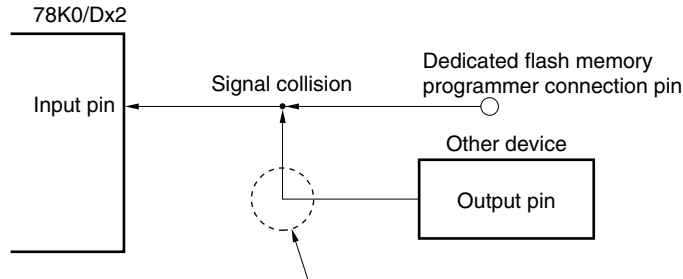 78K0/Dx2
Dedicated flash memory
programmer connection pin
Signal collision
Input pin
Other device
Output pin